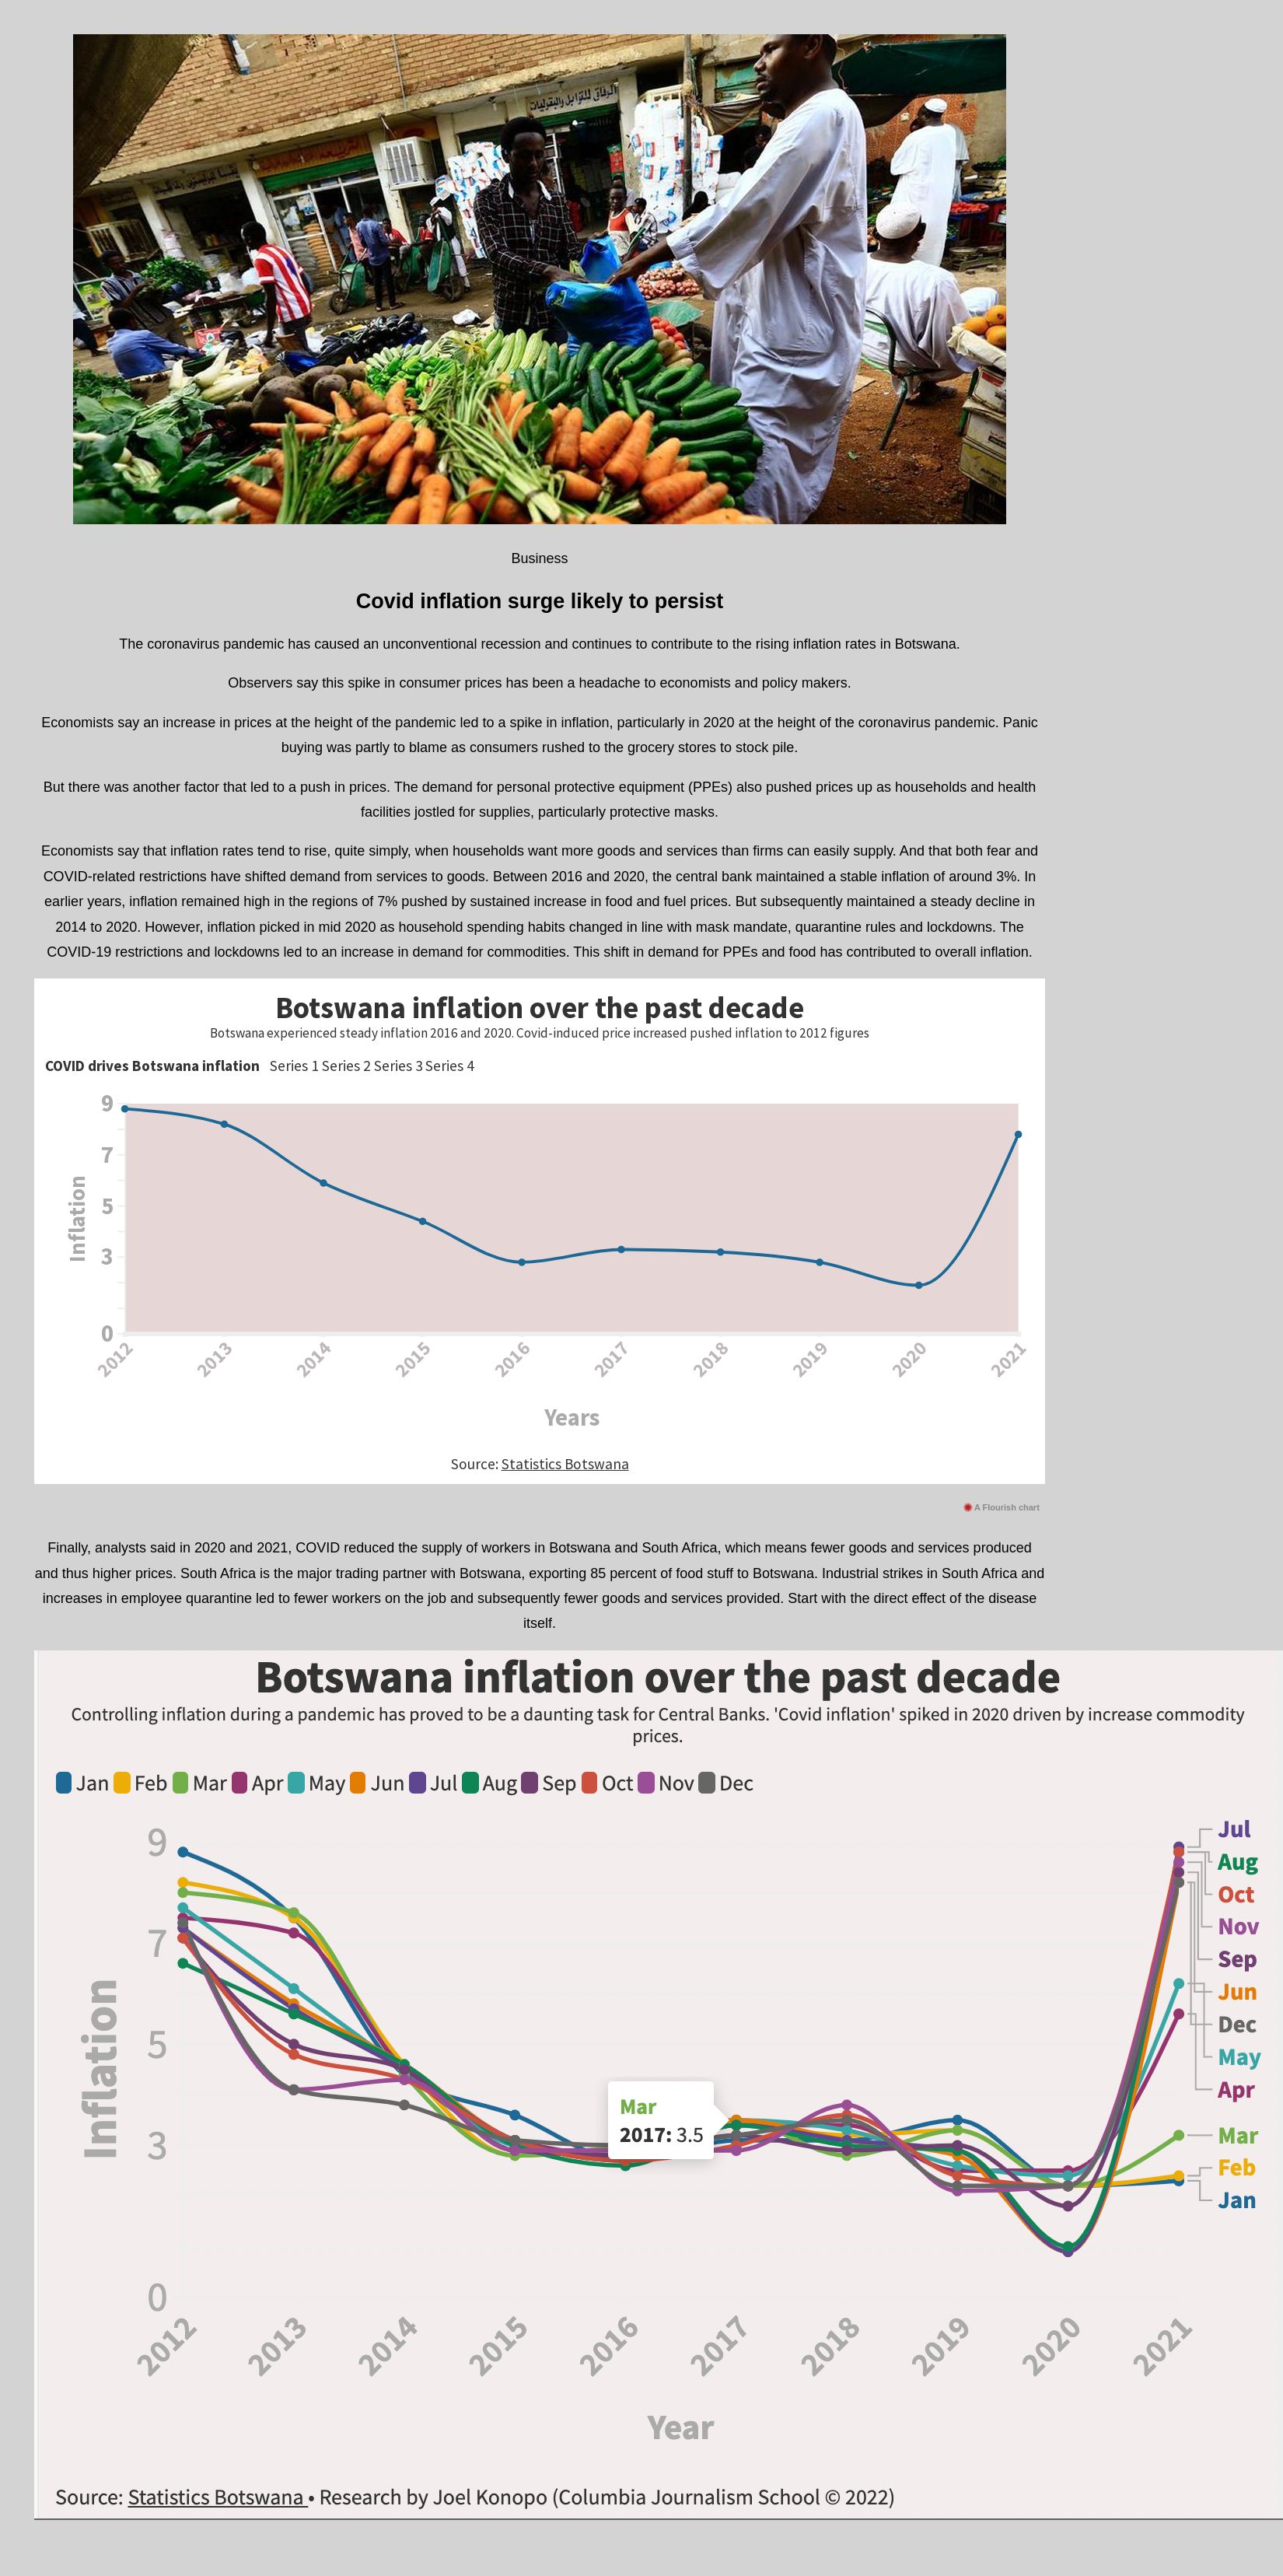 الرفاق للتوابل والبقوليات
Business
Covid inflation surge likely to persist
The coronavirus pandemic has caused an unconventional recession and continues to contribute to the rising inflation rates in Botswana.
Observers say this spike in consumer prices has been a headache to economists and policy makers.
Economists say an increase in prices at the height of the pandemic led to a spike in inflation, particularly in 2020 at the height of the coronavirus pandemic. Panic
buying was partly to blame as consumers rushed to the grocery stores to stock pile.
But there was another factor that led to a push in prices. The demand for personal protective equipment (PPEs) also pushed prices up as households and health
facilities jostled for supplies, particularly protective masks.
Economists say that inflation rates tend to rise, quite simply, when households want more goods and services than firms can easily supply. And that both fear and
COVID-related restrictions have shifted demand from services to goods. Between 2016 and 2020, the central bank maintained a stable inflation of around 3%. In
earlier years, inflation remained high in the regions of 7% pushed by sustained increase in food and fuel prices. But subsequently maintained a steady decline in
2014 to 2020. However, inflation picked in mid 2020 as household spending habits changed in line with mask mandate, quarantine rules and lockdowns. The
COVID-19 restrictions and lockdowns led to an increase in demand for commodities. This shift in demand for PPEs and food has contributed to overall inflation.
Botswana inflation over the past decade
Botswana experienced steady inflation 2016 and 2020. Covid-induced price increased pushed inflation to 2012 figures
COVID drives Botswana inflation Series 1 Series 2 Series 3 Series 4
9
7
5
3
0
Inflation
2012 2013 2014 2015 2016 2017 2018 2019 2020 2021
Years
Source: Statistics Botswana
A Flourish chart
Finally, analysts said in 2020 and 2021, COVID reduced the supply of workers in Botswana and South Africa, which means fewer goods and services produced
and thus higher prices. South Africa is the major trading partner with Botswana, exporting 85 percent of food stuff to Botswana. Industrial strikes in South Africa and
increases in employee quarantine led to fewer workers on the job and subsequently fewer goods and services provided. Start with the direct effect of the disease
itself.
Botswana inflation over the past decade
Controlling inflation during a pandemic has proved to be a daunting task for Central Banks. 'Covid inflation' spiked in 2020 driven by increase commodity
prices.
Jan Feb Mar Apr May Jun Jul Aug Sep Oct Nov Dec
9
7
5
3
0
Inflation
Mar
2017: 3.5
Jul
Aug
Oct
Nov
Sep
Jun
Dec
May
Apr
Mar
Feb
Jan
2012 2013 2014 2015 2016 2017 2018 2019 2020 2021
Year
Source: Statistics Botswana • Research by Joel Konopo (Columbia Journalism School © 2022)